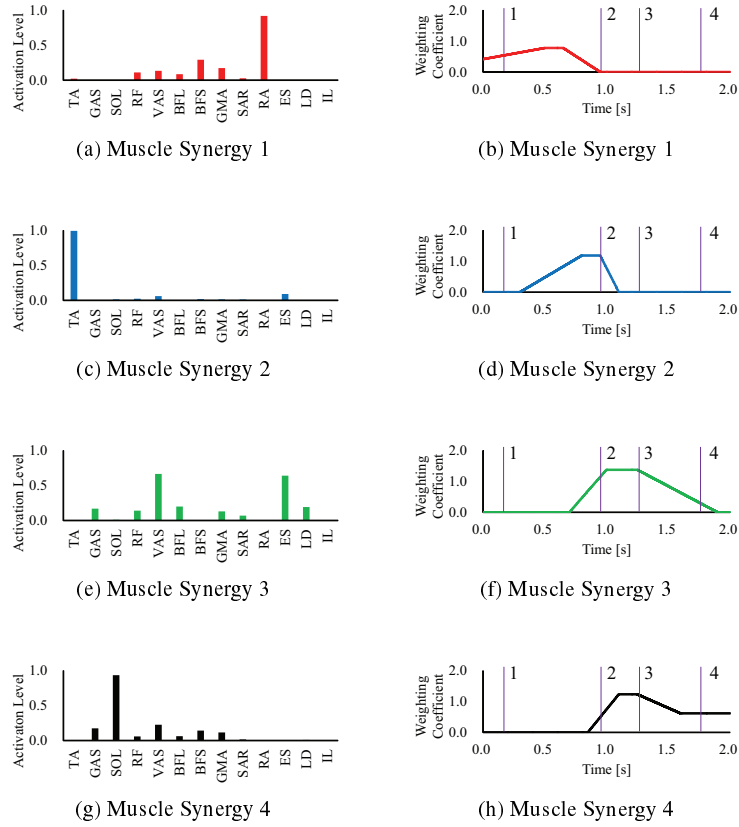 Activation Level
1.0
0.5
0.0
TA
GAS
SOL
RF
VAS
BFL
BFS
GMA
SAR
RA
ES
LD
IL
(a) Muscle Synergy 1
Weighting
Coefficient
2.0
1.0
0.0
1
2
3
4
0.0 0.5 1.0 1.5 2.0
Time [s]
(b) Muscle Synergy 1
Activation Level
1.0
0.5
0.0
TA
GAS
SOL
RF
VAS
BFL
BFS
GMA
SAR
RA
ES
LD
IL
(c) Muscle Synergy 2
Weighting
Coefficient
2.0
1.0
0.0
1
2
3
4
0.0 0.5 1.0 1.5 2.0
Time [s]
(d) Muscle Synergy 2
Activation Level
1.0
0.5
0.0
TA
GAS
SOL
RF
VAS
BFL
BFS
GMA
SAR
RA
ES
LD
IL
(e) Muscle Synergy 3
Weighting
Coefficient
2.0
1.0
0.0
1
2
3
4
0.0 0.5 1.0 1.5 2.0
Time [s]
(f) Muscle Synergy 3
Activaton Level
1.0
0.5
0.0
TA
GAS
SOL
RF
VAS
BFL
BFS
GMA
SAR
RA
ES
LD
IL
(g) Muscle Synergy 4
Weighting
Coefficient
2.0
1.0
0.0
1
2
3
4
0.0 0.5 1.0 1.5 2.0
Time [s]
(h) Muscle Synergy 4